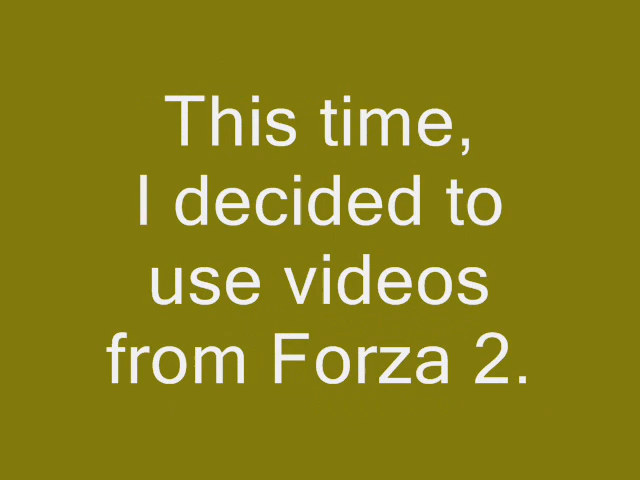 This time,
I decided to
use videos
from Forza 2.